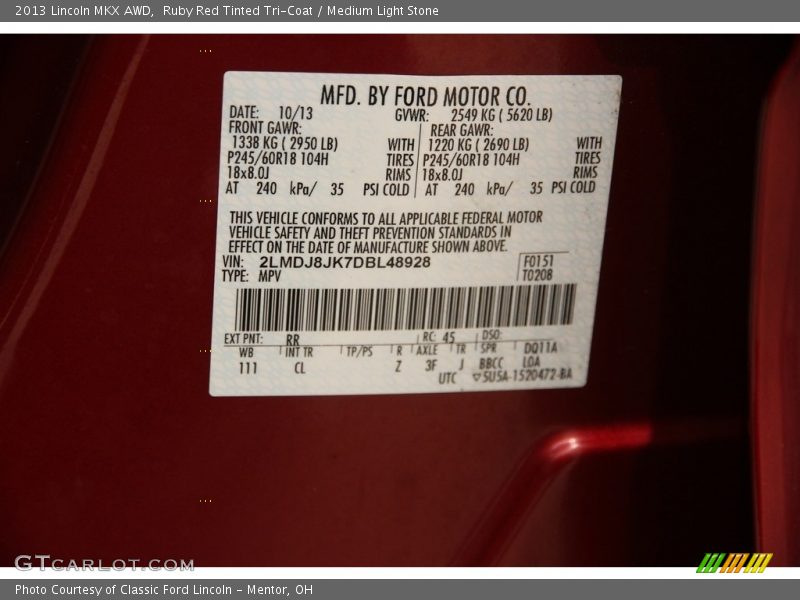 2013 Lincoln MKX AWD,  Ruby Red Tinted Tri-Coat / Medium Light Stone
MFD. BY FORD MOTOR CO.
DATE: 10/13 GVWR: 2549 KG ( 5620 LB)
FRONT GAWR: REAR GAWR:
1338 KG ( 2950 LB) WITH 1220 KG ( 2690 LB) WITH
P245/60R18 104H TIRES P245/60R18 104H TIRES
18x8.0J RIMS 18x8.0J RIMS
AT 240 kPa/ 35 PSI COLD AT 240 kPa/ 35 PSI COLD
THIS VEHICLE CONFORMS TO ALL APPLICABLE FEDERAL MOTOR
VEHICLE SAFETY AND THEFT PREVENTION STANDARDS IN
EFFECT ON THE DATE OF MANUFACTURE SHOWN ABOVE.
VIN: 2LMDJ8JK7DBL48928 F0151
TYPE: MPV T0208
EXT PNT: RR RC: 45 DSO:
WB INT TR TP/PS R AXLE TR SPR DQ11A
111 CL Z 3F J BBCC LOA
UTC ▽5U5A-1520472-BA
GTCARLOT.COM
Photo Courtesy of Classic Ford Lincoln - Mentor, OH